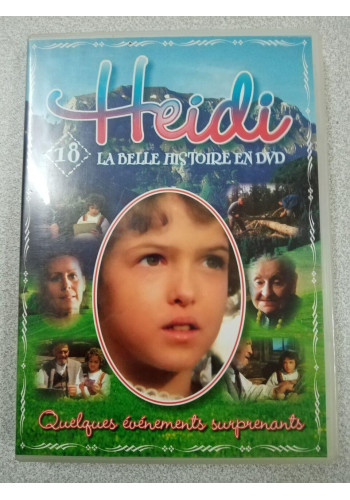 Heidi
18
LA BELLE HISTOIRE EN DVD
Quelques événements surprenants